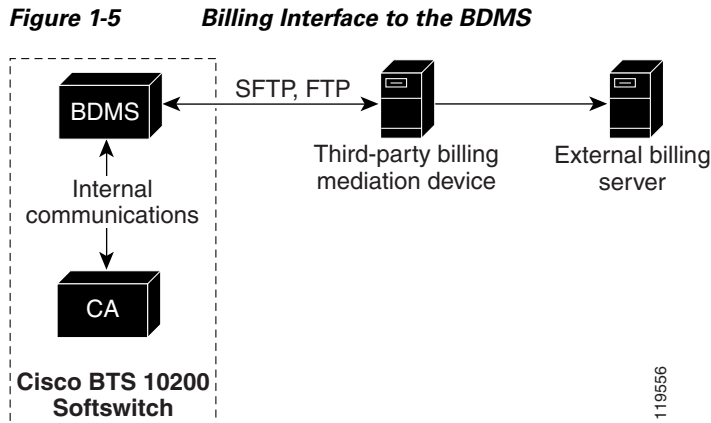 Figure 1-5 Billing Interface to the BDMS
BDMS
SFTP, FTP
Third-party billing
mediation device
External billing
server
Internal
communications
CA
Cisco BTS 10200
Softswitch
119556